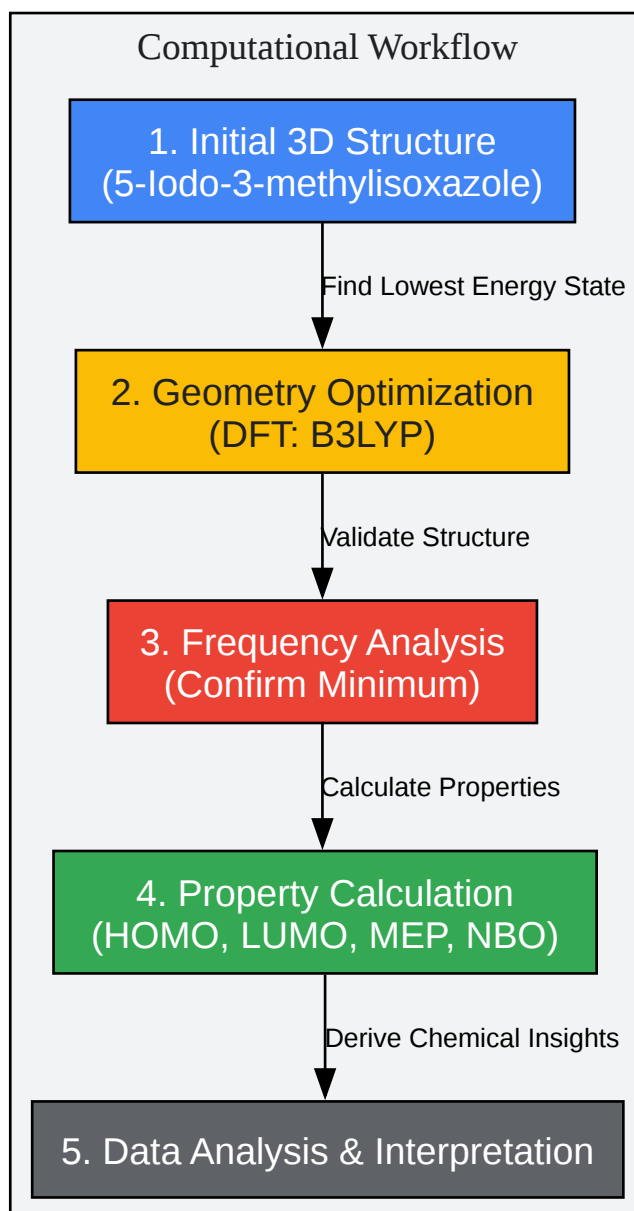 Computational Workflow
1. Initial 3D Structure
(5-Iodo-3-methylisoxazole)
Find Lowest Energy State
2. Geometry Optimization
(DFT: B3LYP)
Validate Structure
3. Frequency Analysis
(Confirm Minimum)
Calculate Properties
4. Property Calculation
(HOMO, LUMO, MEP, NBO)
Derive Chemical Insights
5. Data Analysis & Interpretation